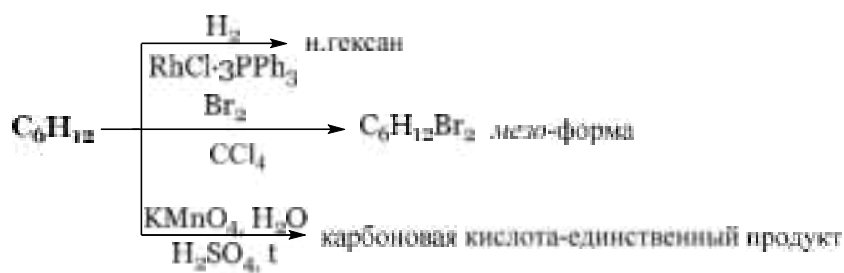 H₂
н.гексан
RhCl·3PPh₃
Br₂
C₆H₁₂
C₆H₁₂Br₂ мезо-форма
CCl₄
KMnO₄, H₂O
карбоновая кислота-единственный продукт
H₂SO₄, t